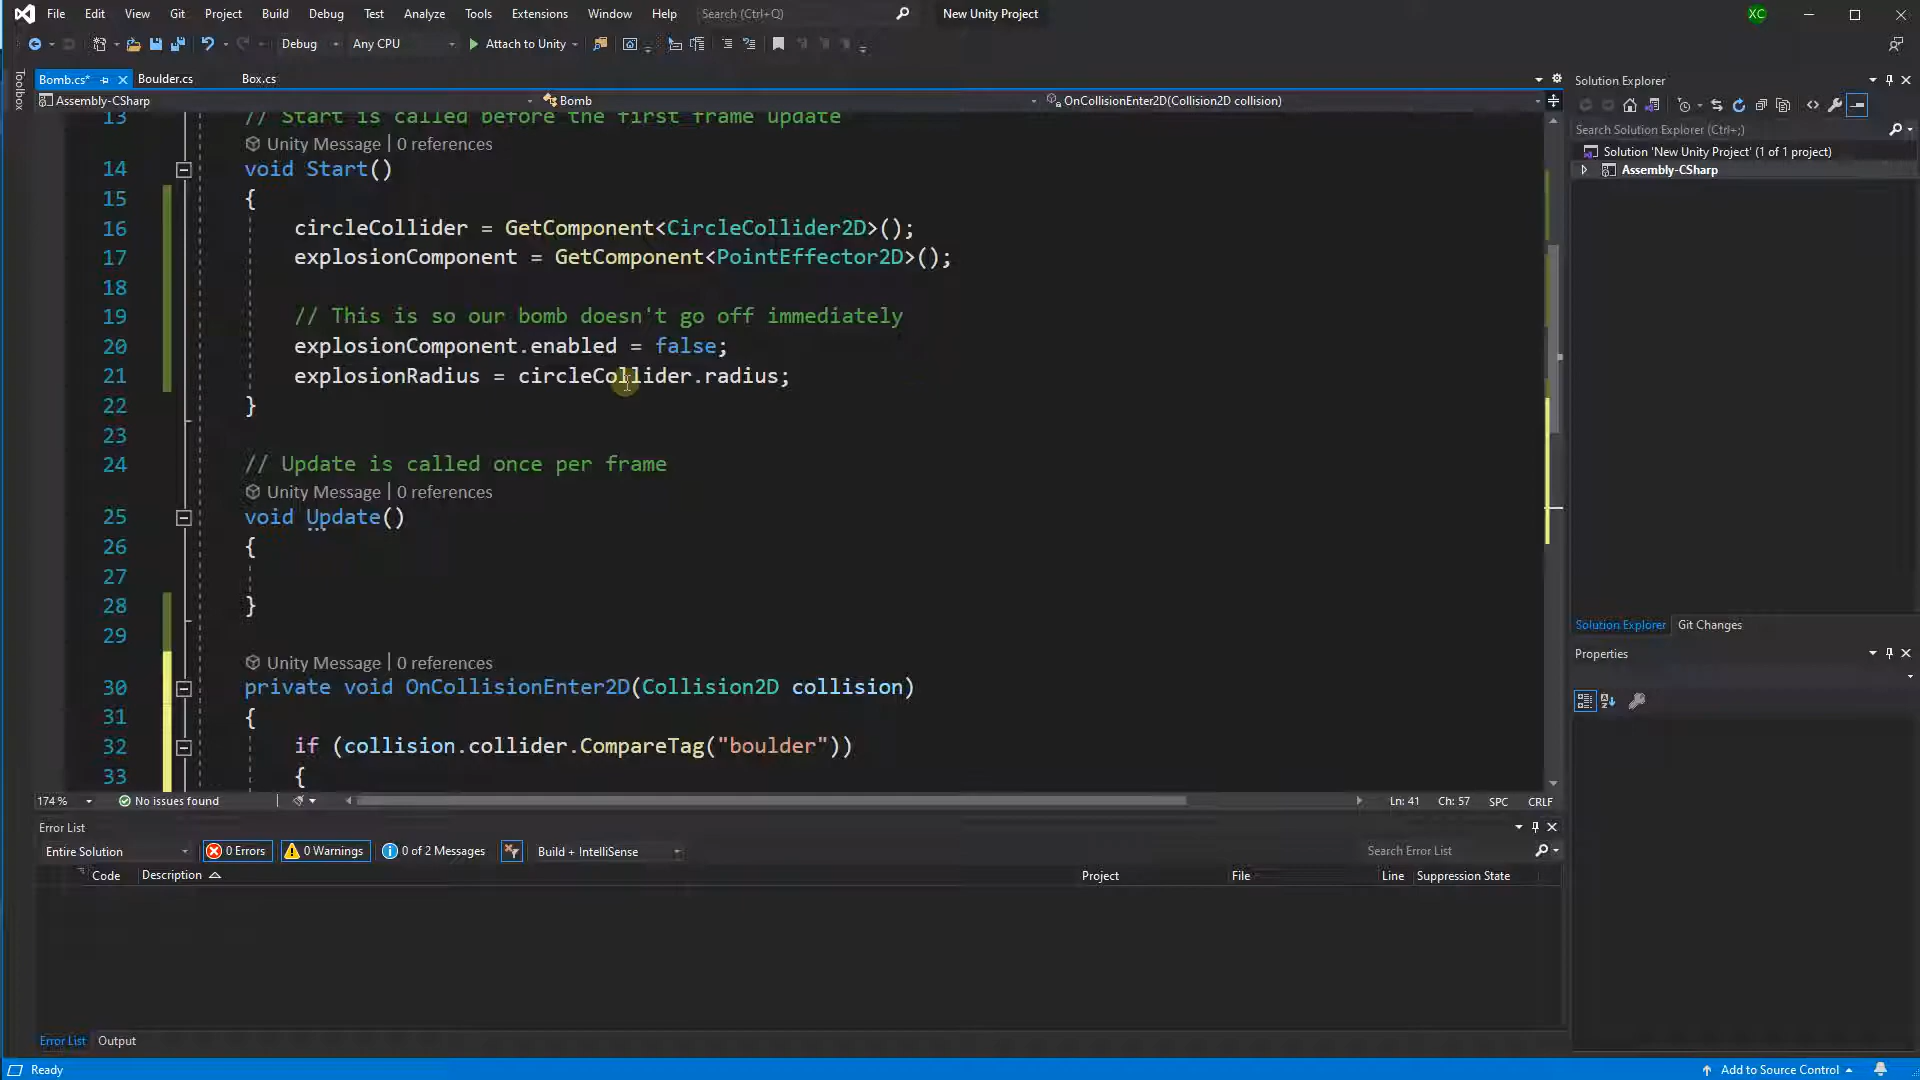 File Edit View Git Project Build Debug Test Analyze Tools Extensions Window Help Search (Ctrl+Q) New Unity Project XC
Debug Any CPU Attach to Unity
Toolbox
Bomb.cs* Boulder.cs Box.cs
Assembly-CSharp Bomb OnCollisionEnter2D(Collision2D collision)
13 // Start is called before the first frame update
Unity Message | 0 references
14 void Start()
15 {
16 circleCollider = GetComponent<CircleCollider2D>();
17 explosionComponent = GetComponent<PointEffector2D>();
18
19 // This is so our bomb doesn't go off immediately
20 explosionComponent.enabled = false;
21 explosionRadius = circleCollider.radius;
22 }
23
24 // Update is called once per frame
Unity Message | 0 references
25 void Update()
26 {
27
28 }
29
Unity Message | 0 references
30 private void OnCollisionEnter2D(Collision2D collision)
31 {
32 if (collision.collider.CompareTag("boulder"))
33 {
174 % No issues found Ln: 41 Ch: 57 SPC CRLF
Error List
Entire Solution 0 Errors 0 Warnings 0 of 2 Messages Build + IntelliSense Search Error List
Code Description Project File Line Suppression State
Error List Output
Solution Explorer
Search Solution Explorer (Ctrl+;)
Solution 'New Unity Project' (1 of 1 project)
Assembly-CSharp
Solution Explorer Git Changes
Properties
Ready Add to Source Control